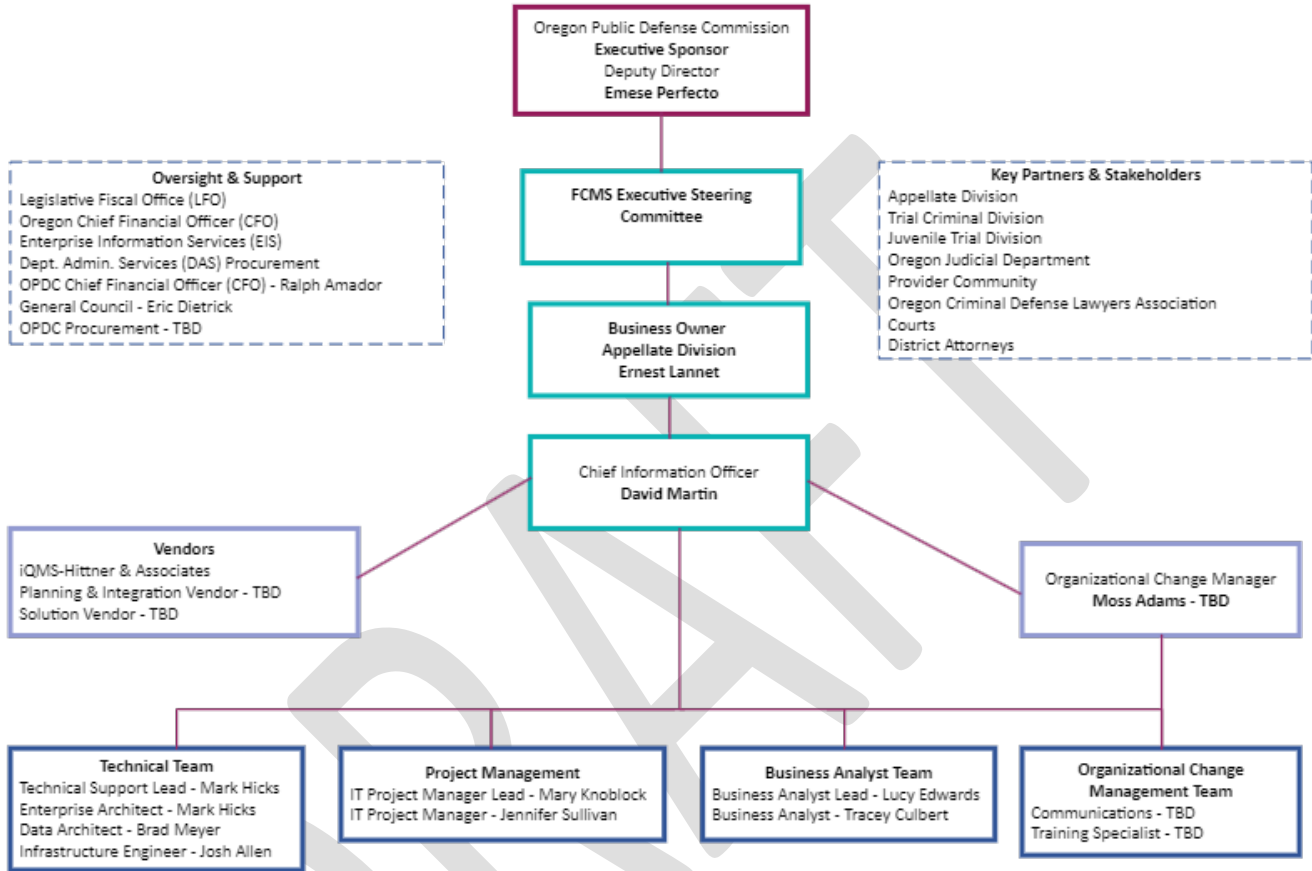 Oregon Public Defense Commission
Executive Sponsor
Deputy Director
Emese Perfecto
Oversight & Support
Legislative Fiscal Office (LFO)
Oregon Chief Financial Officer (CFO)
Enterprise Information Services (EIS)
Dept. Admin. Services (DAS) Procurement
OPDC Chief Financial Officer (CFO) - Ralph Amador
General Council - Eric Dietrick
OPDC Procurement - TBD
FCMS Executive Steering
Committee
Key Partners & Stakeholders
Appellate Division
Trial Criminal Division
Juvenile Trial Division
Oregon Judicial Department
Provider Community
Oregon Criminal Defense Lawyers Association
Courts
District Attorneys
Business Owner
Appellate Division
Ernest Lannet
Chief Information Officer
David Martin
Vendors
iQMS-Hittner & Associates
Planning & Integration Vendor - TBD
Solution Vendor - TBD
Organizational Change Manager
Moss Adams - TBD
Technical Team
Technical Support Lead - Mark Hicks
Enterprise Architect - Mark Hicks
Data Architect - Brad Meyer
Infrastructure Engineer - Josh Allen
Project Management
IT Project Manager Lead - Mary Knoblock
IT Project Manager - Jennifer Sullivan
Business Analyst Team
Business Analyst Lead - Lucy Edwards
Business Analyst - Tracey Culbert
Organizational Change
Management Team
Communications - TBD
Training Specialist - TBD
DRAFT